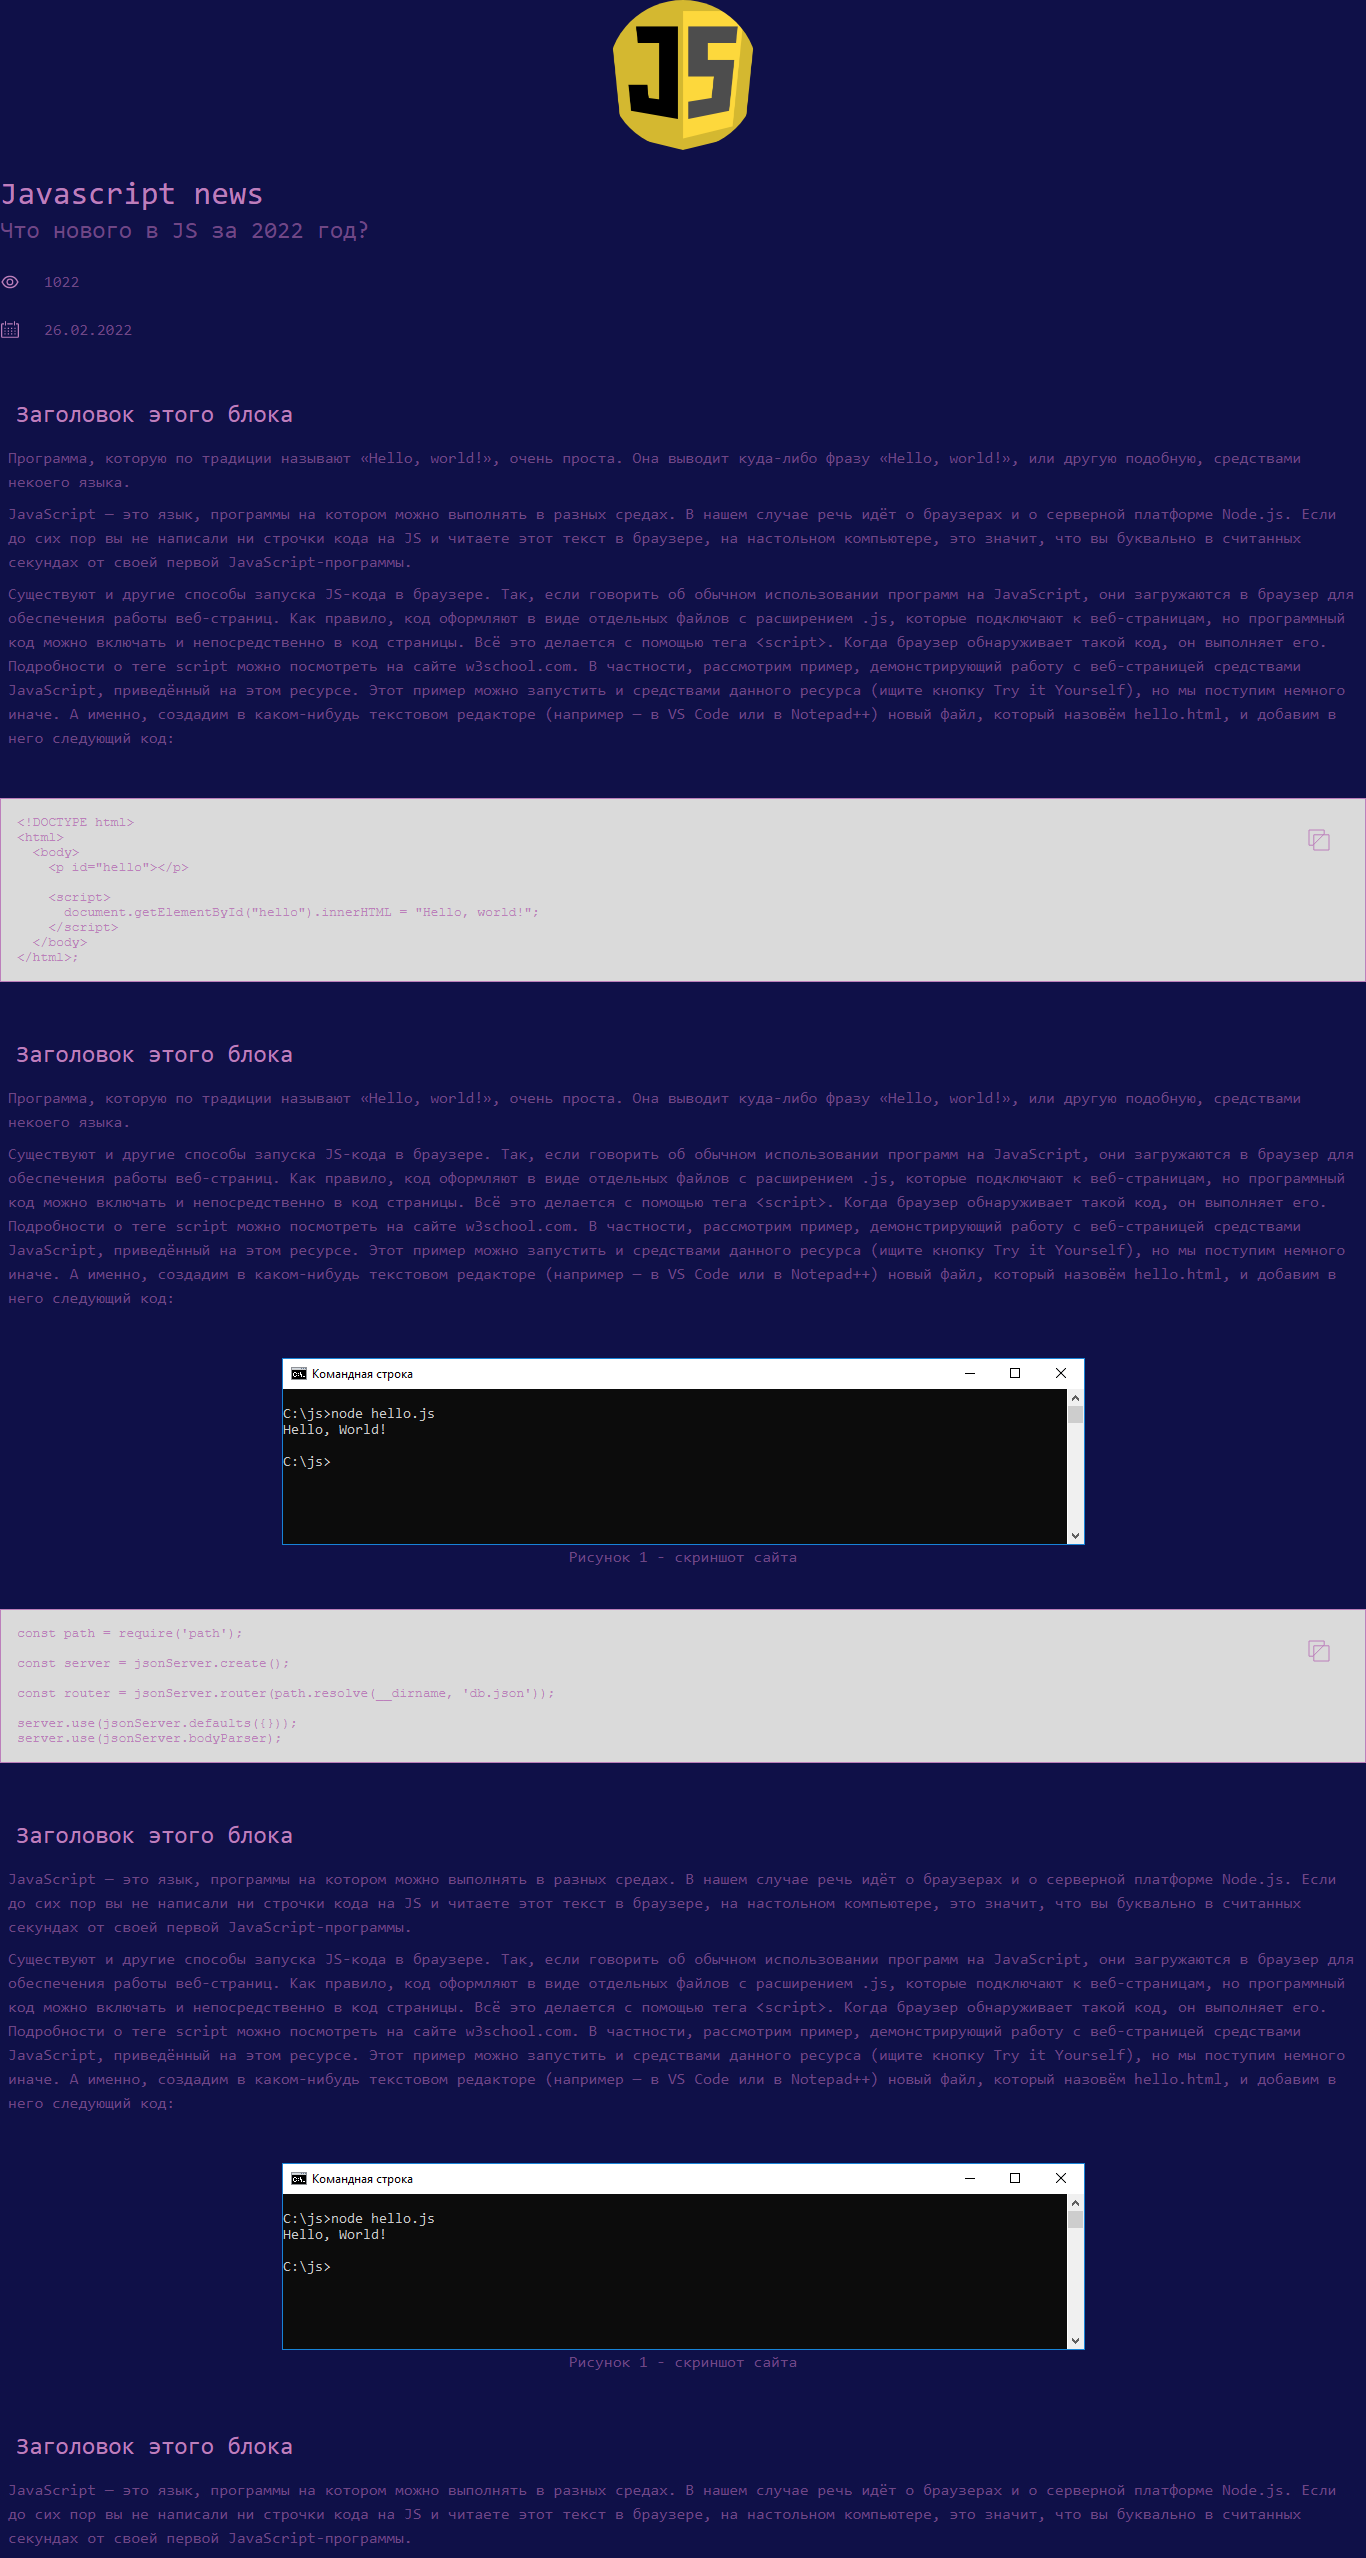 JS
Javascript news
Что нового в JS за 2022 год?
1022
26.02.2022
Заголовок этого блока
Программа, которую по традиции называют «Hello, world!», очень проста. Она выводит куда-либо фразу «Hello, world!», или другую подобную, средствами
некоего языка.
JavaScript — это язык, программы на котором можно выполнять в разных средах. В нашем случае речь идёт о браузерах и о серверной платформе Node.js. Если
до сих пор вы не написали ни строчки кода на JS и читаете этот текст в браузере, на настольном компьютере, это значит, что вы буквально в считанных
секундах от своей первой JavaScript-программы.
Существуют и другие способы запуска JS-кода в браузере. Так, если говорить об обычном использовании программ на JavaScript, они загружаются в браузер для
обеспечения работы веб-страниц. Как правило, код оформляют в виде отдельных файлов с расширением .js, которые подключают к веб-страницам, но программный
код можно включать и непосредственно в код страницы. Всё это делается с помощью тега <script>. Когда браузер обнаруживает такой код, он выполняет его.
Подробности о теге script можно посмотреть на сайте w3school.com. В частности, рассмотрим пример, демонстрирующий работу с веб-страницей средствами
JavaScript, приведённый на этом ресурсе. Этот пример можно запустить и средствами данного ресурса (ищите кнопку Try it Yourself), но мы поступим немного
иначе. А именно, создадим в каком-нибудь текстовом редакторе (например — в VS Code или в Notepad++) новый файл, который назовём hello.html, и добавим в
него следующий код:
<!DOCTYPE html>
<html>
<body>
<p id="hello"></p>
<script>
document.getElementById("hello").innerHTML = "Hello, world!";
</script>
</body>
</html>;
Заголовок этого блока
Программа, которую по традиции называют «Hello, world!», очень проста. Она выводит куда-либо фразу «Hello, world!», или другую подобную, средствами
некоего языка.
Существуют и другие способы запуска JS-кода в браузере. Так, если говорить об обычном использовании программ на JavaScript, они загружаются в браузер для
обеспечения работы веб-страниц. Как правило, код оформляют в виде отдельных файлов с расширением .js, которые подключают к веб-страницам, но программный
код можно включать и непосредственно в код страницы. Всё это делается с помощью тега <script>. Когда браузер обнаруживает такой код, он выполняет его.
Подробности о теге script можно посмотреть на сайте w3school.com. В частности, рассмотрим пример, демонстрирующий работу с веб-страницей средствами
JavaScript, приведённый на этом ресурсе. Этот пример можно запустить и средствами данного ресурса (ищите кнопку Try it Yourself), но мы поступим немного
иначе. А именно, создадим в каком-нибудь текстовом редакторе (например — в VS Code или в Notepad++) новый файл, который назовём hello.html, и добавим в
него следующий код:
Командная строка
C:\js>node hello.js
Hello, World!
C:\js>
Рисунок 1 - скриншот сайта
const path = require('path');
const server = jsonServer.create();
const router = jsonServer.router(path.resolve(__dirname, 'db.json'));
server.use(jsonServer.defaults({}));
server.use(jsonServer.bodyParser);
Заголовок этого блока
JavaScript — это язык, программы на котором можно выполнять в разных средах. В нашем случае речь идёт о браузерах и о серверной платформе Node.js. Если
до сих пор вы не написали ни строчки кода на JS и читаете этот текст в браузере, на настольном компьютере, это значит, что вы буквально в считанных
секундах от своей первой JavaScript-программы.
Существуют и другие способы запуска JS-кода в браузере. Так, если говорить об обычном использовании программ на JavaScript, они загружаются в браузер для
обеспечения работы веб-страниц. Как правило, код оформляют в виде отдельных файлов с расширением .js, которые подключают к веб-страницам, но программный
код можно включать и непосредственно в код страницы. Всё это делается с помощью тега <script>. Когда браузер обнаруживает такой код, он выполняет его.
Подробности о теге script можно посмотреть на сайте w3school.com. В частности, рассмотрим пример, демонстрирующий работу с веб-страницей средствами
JavaScript, приведённый на этом ресурсе. Этот пример можно запустить и средствами данного ресурса (ищите кнопку Try it Yourself), но мы поступим немного
иначе. А именно, создадим в каком-нибудь текстовом редакторе (например — в VS Code или в Notepad++) новый файл, который назовём hello.html, и добавим в
него следующий код:
Командная строка
C:\js>node hello.js
Hello, World!
C:\js>
Рисунок 1 - скриншот сайта
Заголовок этого блока
JavaScript — это язык, программы на котором можно выполнять в разных средах. В нашем случае речь идёт о браузерах и о серверной платформе Node.js. Если
до сих пор вы не написали ни строчки кода на JS и читаете этот текст в браузере, на настольном компьютере, это значит, что вы буквально в считанных
секундах от своей первой JavaScript-программы.